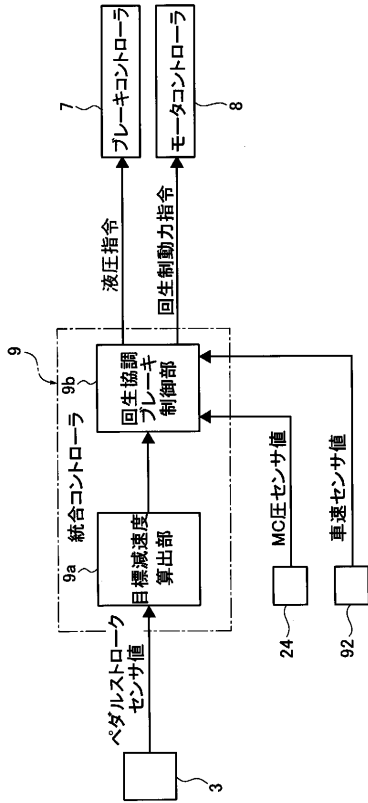 9
統合コントローラ
ペダルストローク
センサ値
3
9a
目標減速度
算出部
9b
回生協調
ブレーキ
制御部
液圧指令
回生制動力指令
7
ブレーキコントローラ
モータコントローラ
8
MC圧センサ値
24
車速センサ値
92